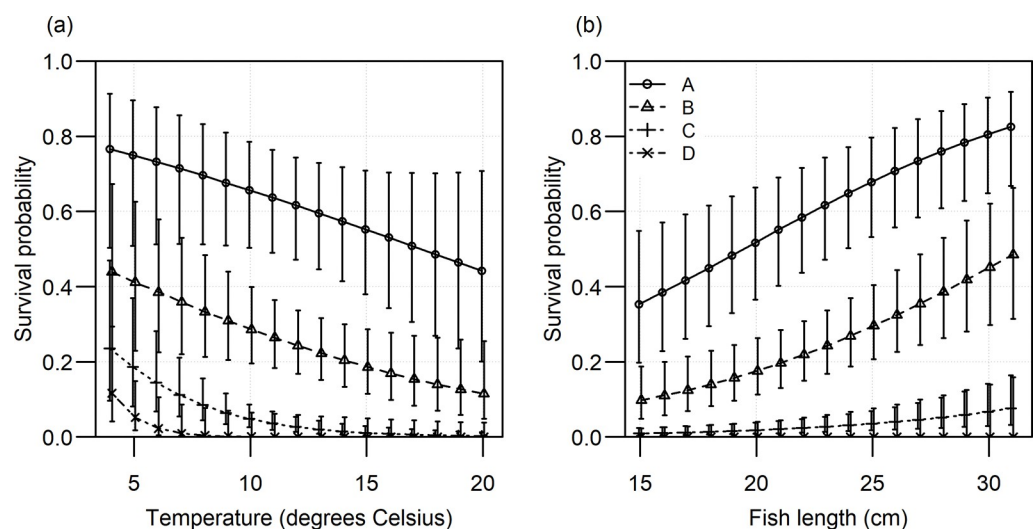 (a)
1.0
0.8
0.6
0.4
0.2
0.0
Survival probability
5
10
15
20
Temperature (degrees Celsius)
(b)
1.0
0.8
0.6
0.4
0.2
0.0
Survival probability
A
B
C
D
15
20
25
30
Fish length (cm)